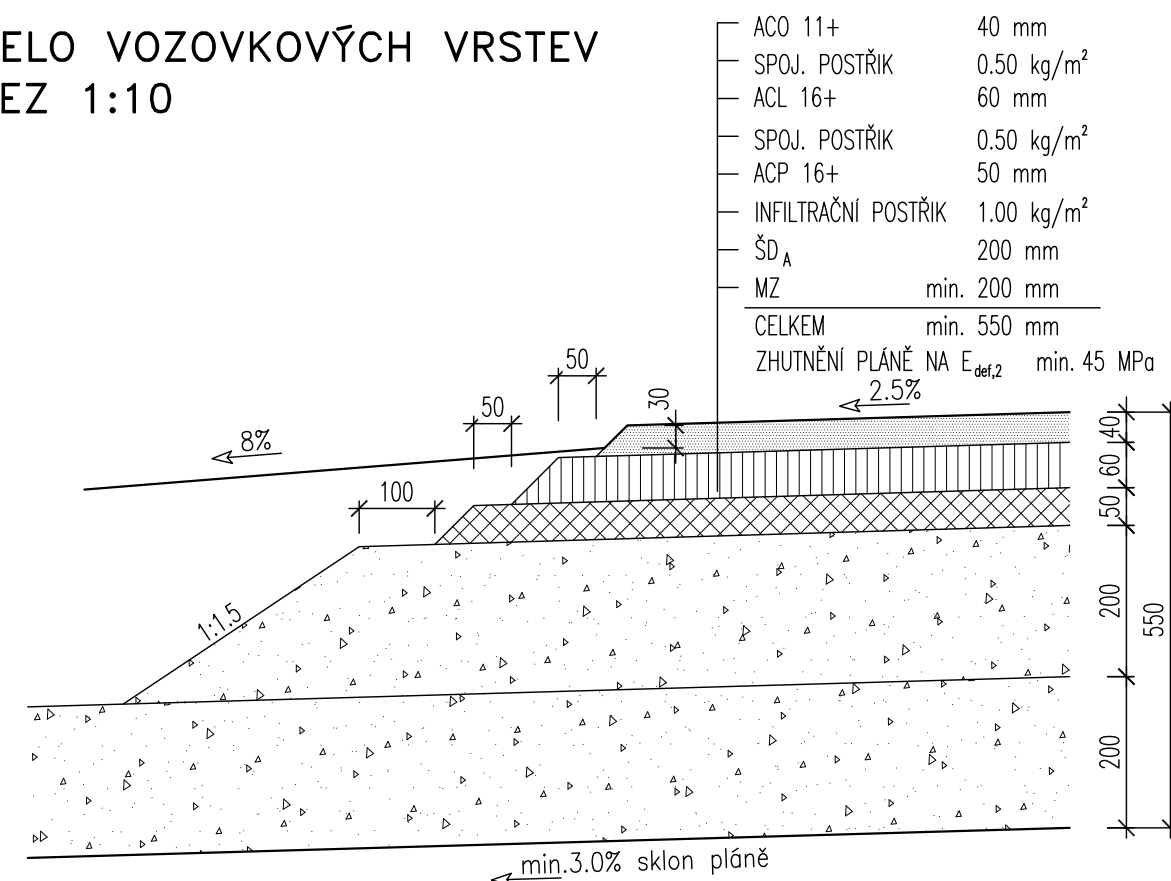 ELO VOZOVKOVÝCH VRSTEV
EZ 1:10
ACO 11+ 40 mm
SPOJ. POSTŘIK 0.50 kg/m²
ACL 16+ 60 mm
SPOJ. POSTŘIK 0.50 kg/m²
ACP 16+ 50 mm
INFILTRAČNÍ POSTŘIK 1.00 kg/m²
ŠD_A 200 mm
MZ min. 200 mm
CELKEM min. 550 mm
ZHUTNĚNÍ PLÁNĚ NA E_def,2 min. 45 MPa
50
2.5%
30
50
8%
100
40
60
50
1:1.5
200
550
200
min.3.0% sklon pláně